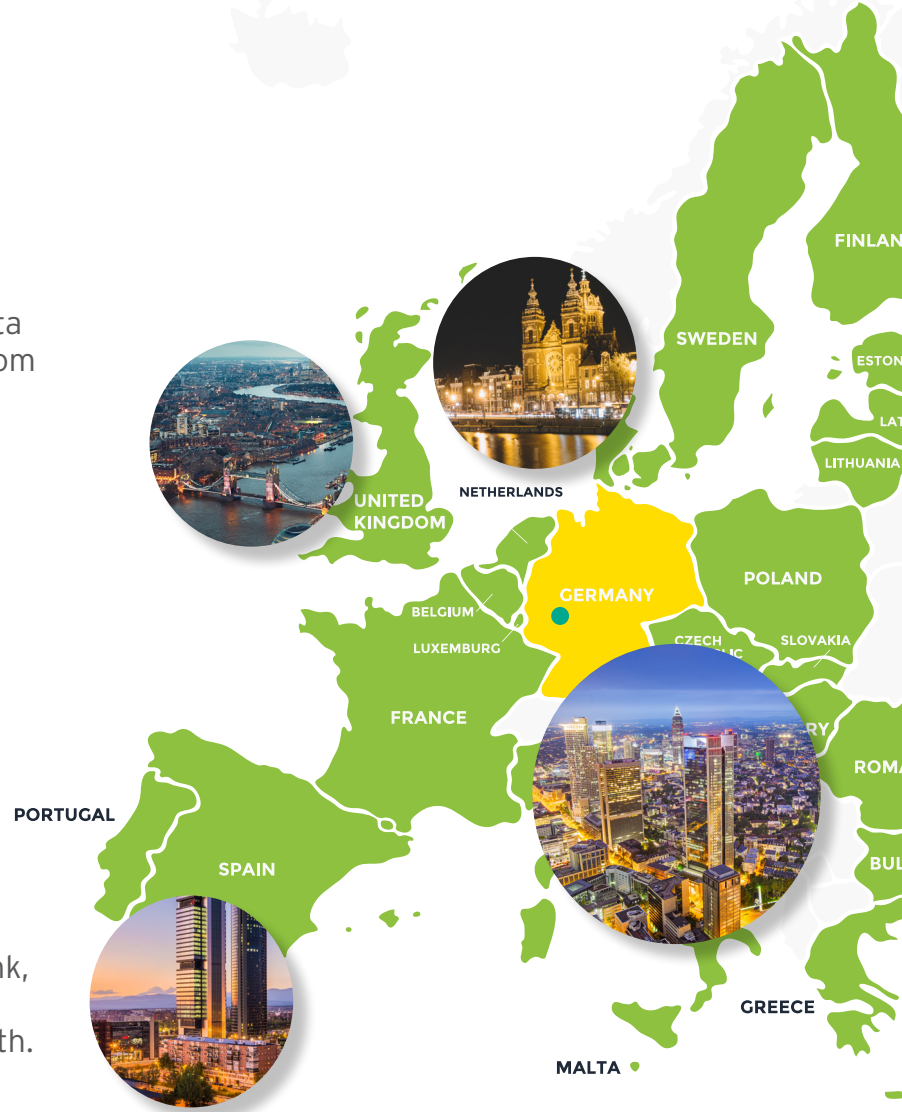 FINLAN
ta
om
SWEDEN
ESTON
LAT
LITHUANIA
NETHERLANDS
UNITED
KINGDOM
POLAND
GERMANY
BELGIUM
CZECH
IC
SLOVAKIA
LUXEMBURG
FRANCE
RY
ROMA
PORTUGAL
SPAIN
BUL
nk,
GREECE
th.
MALTA